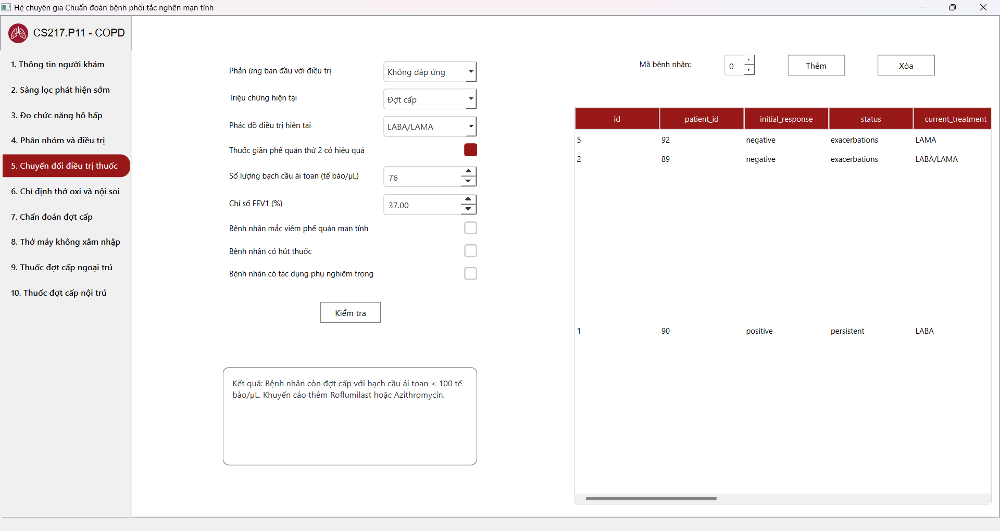 Hệ chuyên gia Chuẩn đoán bệnh phổi tắc nghẽn mạn tính
CS217.P11 - COPD
1. Thông tin người khám
2. Sàng lọc phát hiện sớm
3. Đo chức năng hô hấp
4. Phân nhóm và điều trị
5. Chuyển đổi điều trị thuốc
6. Chỉ định thở oxi và nội soi
7. Chẩn đoán đợt cấp
8. Thở máy không xâm nhập
9. Thuốc đợt cấp ngoại trú
10. Thuốc đợt cấp nội trú
Phản ứng ban đầu với điều trị
Không đáp ứng
Triệu chứng hiện tại
Đợt cấp
Phác đồ điều trị hiện tại
LABA/LAMA
Thuốc giãn phế quản thử 2 có hiệu quả
Số lượng bạch cầu ái toan (tế bào/µL)
76
Chỉ số FEV1 (%)
37.00
Bệnh nhân mắc viêm phế quản mạn tính
Bệnh nhân có hút thuốc
Bệnh nhân có tác dụng phụ nghiêm trọng
Kiểm tra
Kết quả: Bệnh nhân còn đợt cấp với bạch cầu ái toan < 100 tế
bào/µL. Khuyến cáo thêm Roflumilast hoặc Azithromycin.
Mã bệnh nhân:
0
Thêm
Xóa
id patient_id initial_response status current_treatment
5 92 negative exacerbations LAMA
2 89 negative exacerbations LABA/LAMA
1 90 positive persistent LABA